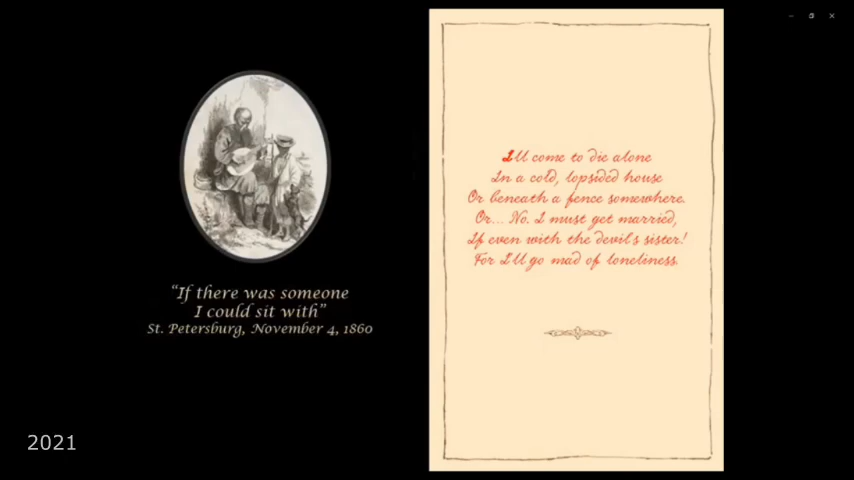 "If there was someone
I could sit with"
St. Petersburg, November 4, 1860
I'll come to die alone
In a cold, lopsided house
Or beneath a fence somewhere.
Or... No. I must get married,
If even with the devil's sister!
For I'll go mad of loneliness.
2021